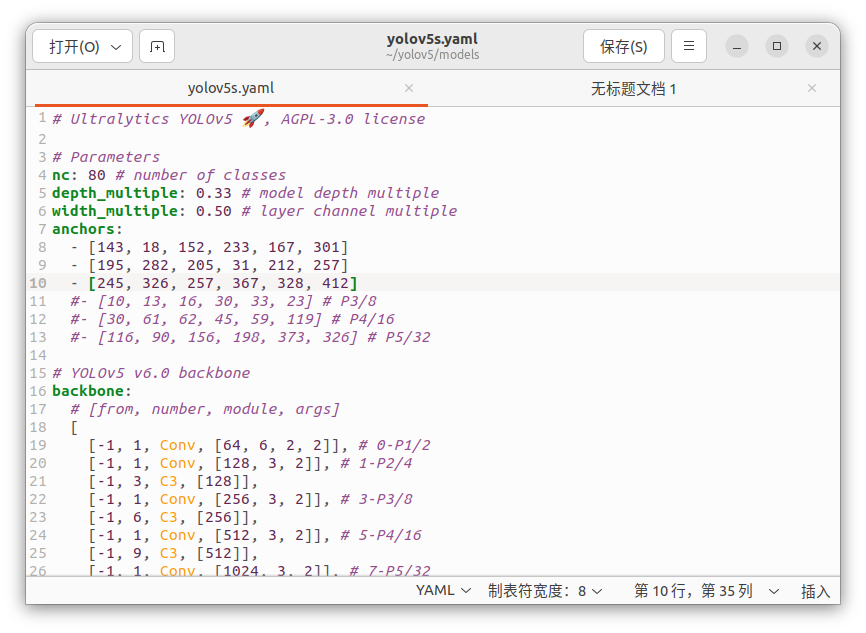 打开(O)
yolov5s.yaml
~/yolov5/models
保存(S)
yolov5s.yaml
无标题文档 1
1 # Ultralytics YOLOv5 🚀, AGPL-3.0 license
2
3 # Parameters
4 nc: 80 # number of classes
5 depth_multiple: 0.33 # model depth multiple
6 width_multiple: 0.50 # layer channel multiple
7 anchors:
8   - [143, 18, 152, 233, 167, 301]
9   - [195, 282, 205, 31, 212, 257]
10   - [245, 326, 257, 367, 328, 412]
11   #- [10, 13, 16, 30, 33, 23] # P3/8
12   #- [30, 61, 62, 45, 59, 119] # P4/16
13   #- [116, 90, 156, 198, 373, 326] # P5/32
14
15 # YOLOv5 v6.0 backbone
16 backbone:
17   # [from, number, module, args]
18   [
19     [-1, 1, Conv, [64, 6, 2, 2]], # 0-P1/2
20     [-1, 1, Conv, [128, 3, 2]], # 1-P2/4
21     [-1, 3, C3, [128]],
22     [-1, 1, Conv, [256, 3, 2]], # 3-P3/8
23     [-1, 6, C3, [256]],
24     [-1, 1, Conv, [512, 3, 2]], # 5-P4/16
25     [-1, 9, C3, [512]],
26     [-1, 1, Conv, [1024, 3, 2]], # 7-P5/32
YAML
制表符宽度：8
第 10 行，第 35 列
插入